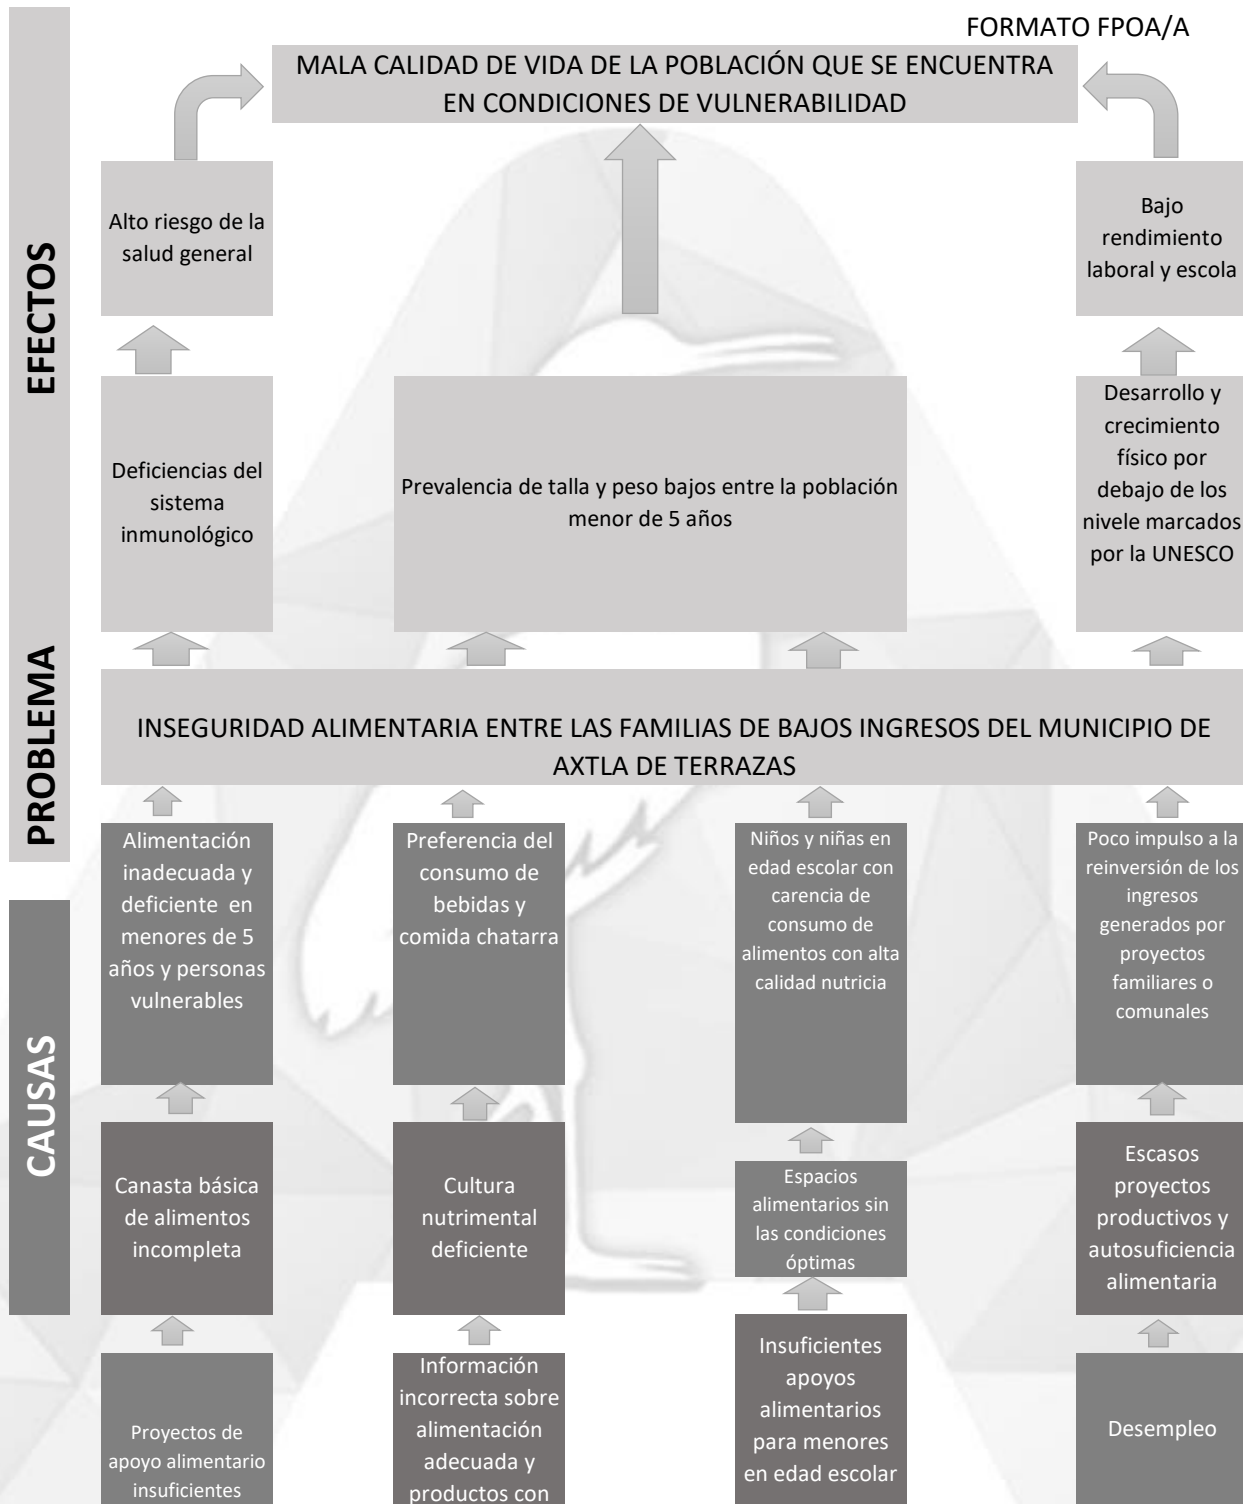 FORMATO FPOA/A
MALA CALIDAD DE VIDA DE LA POBLACIÓN QUE SE ENCUENTRA
EN CONDICIONES DE VULNERABILIDAD
EFECTOS
Alto riesgo de la
salud general
Bajo
rendimiento
laboral y escola
Deficiencias del
sistema
inmunológico
Prevalencia de talla y peso bajos entre la población
menor de 5 años
Desarrollo y
crecimiento
físico por
debajo de los
nivele marcados
por la UNESCO
PROBLEMA
INSEGURIDAD ALIMENTARIA ENTRE LAS FAMILIAS DE BAJOS INGRESOS DEL MUNICIPIO DE
AXTLA DE TERRAZAS
CAUSAS
Alimentación
inadecuada y
deficiente en
menores de 5
años y personas
vulnerables
Preferencia del
consumo de
bebidas y
comida chatarra
Niños y niñas en
edad escolar con
carencia de
consumo de
alimentos con alta
calidad nutricia
Poco impulso a la
reinversión de los
ingresos
generados por
proyectos
familiares o
comunales
Canasta básica
de alimentos
incompleta
Cultura
nutrimental
deficiente
Espacios
alimentarios sin
las condiciones
óptimas
Escasos
proyectos
productivos y
autosuficiencia
alimentaria
Proyectos de
apoyo alimentario
insuficientes
Información
incorrecta sobre
alimentación
adecuada y
productos con
Insuficientes
apoyos
alimentarios
para menores
en edad escolar
Desempleo